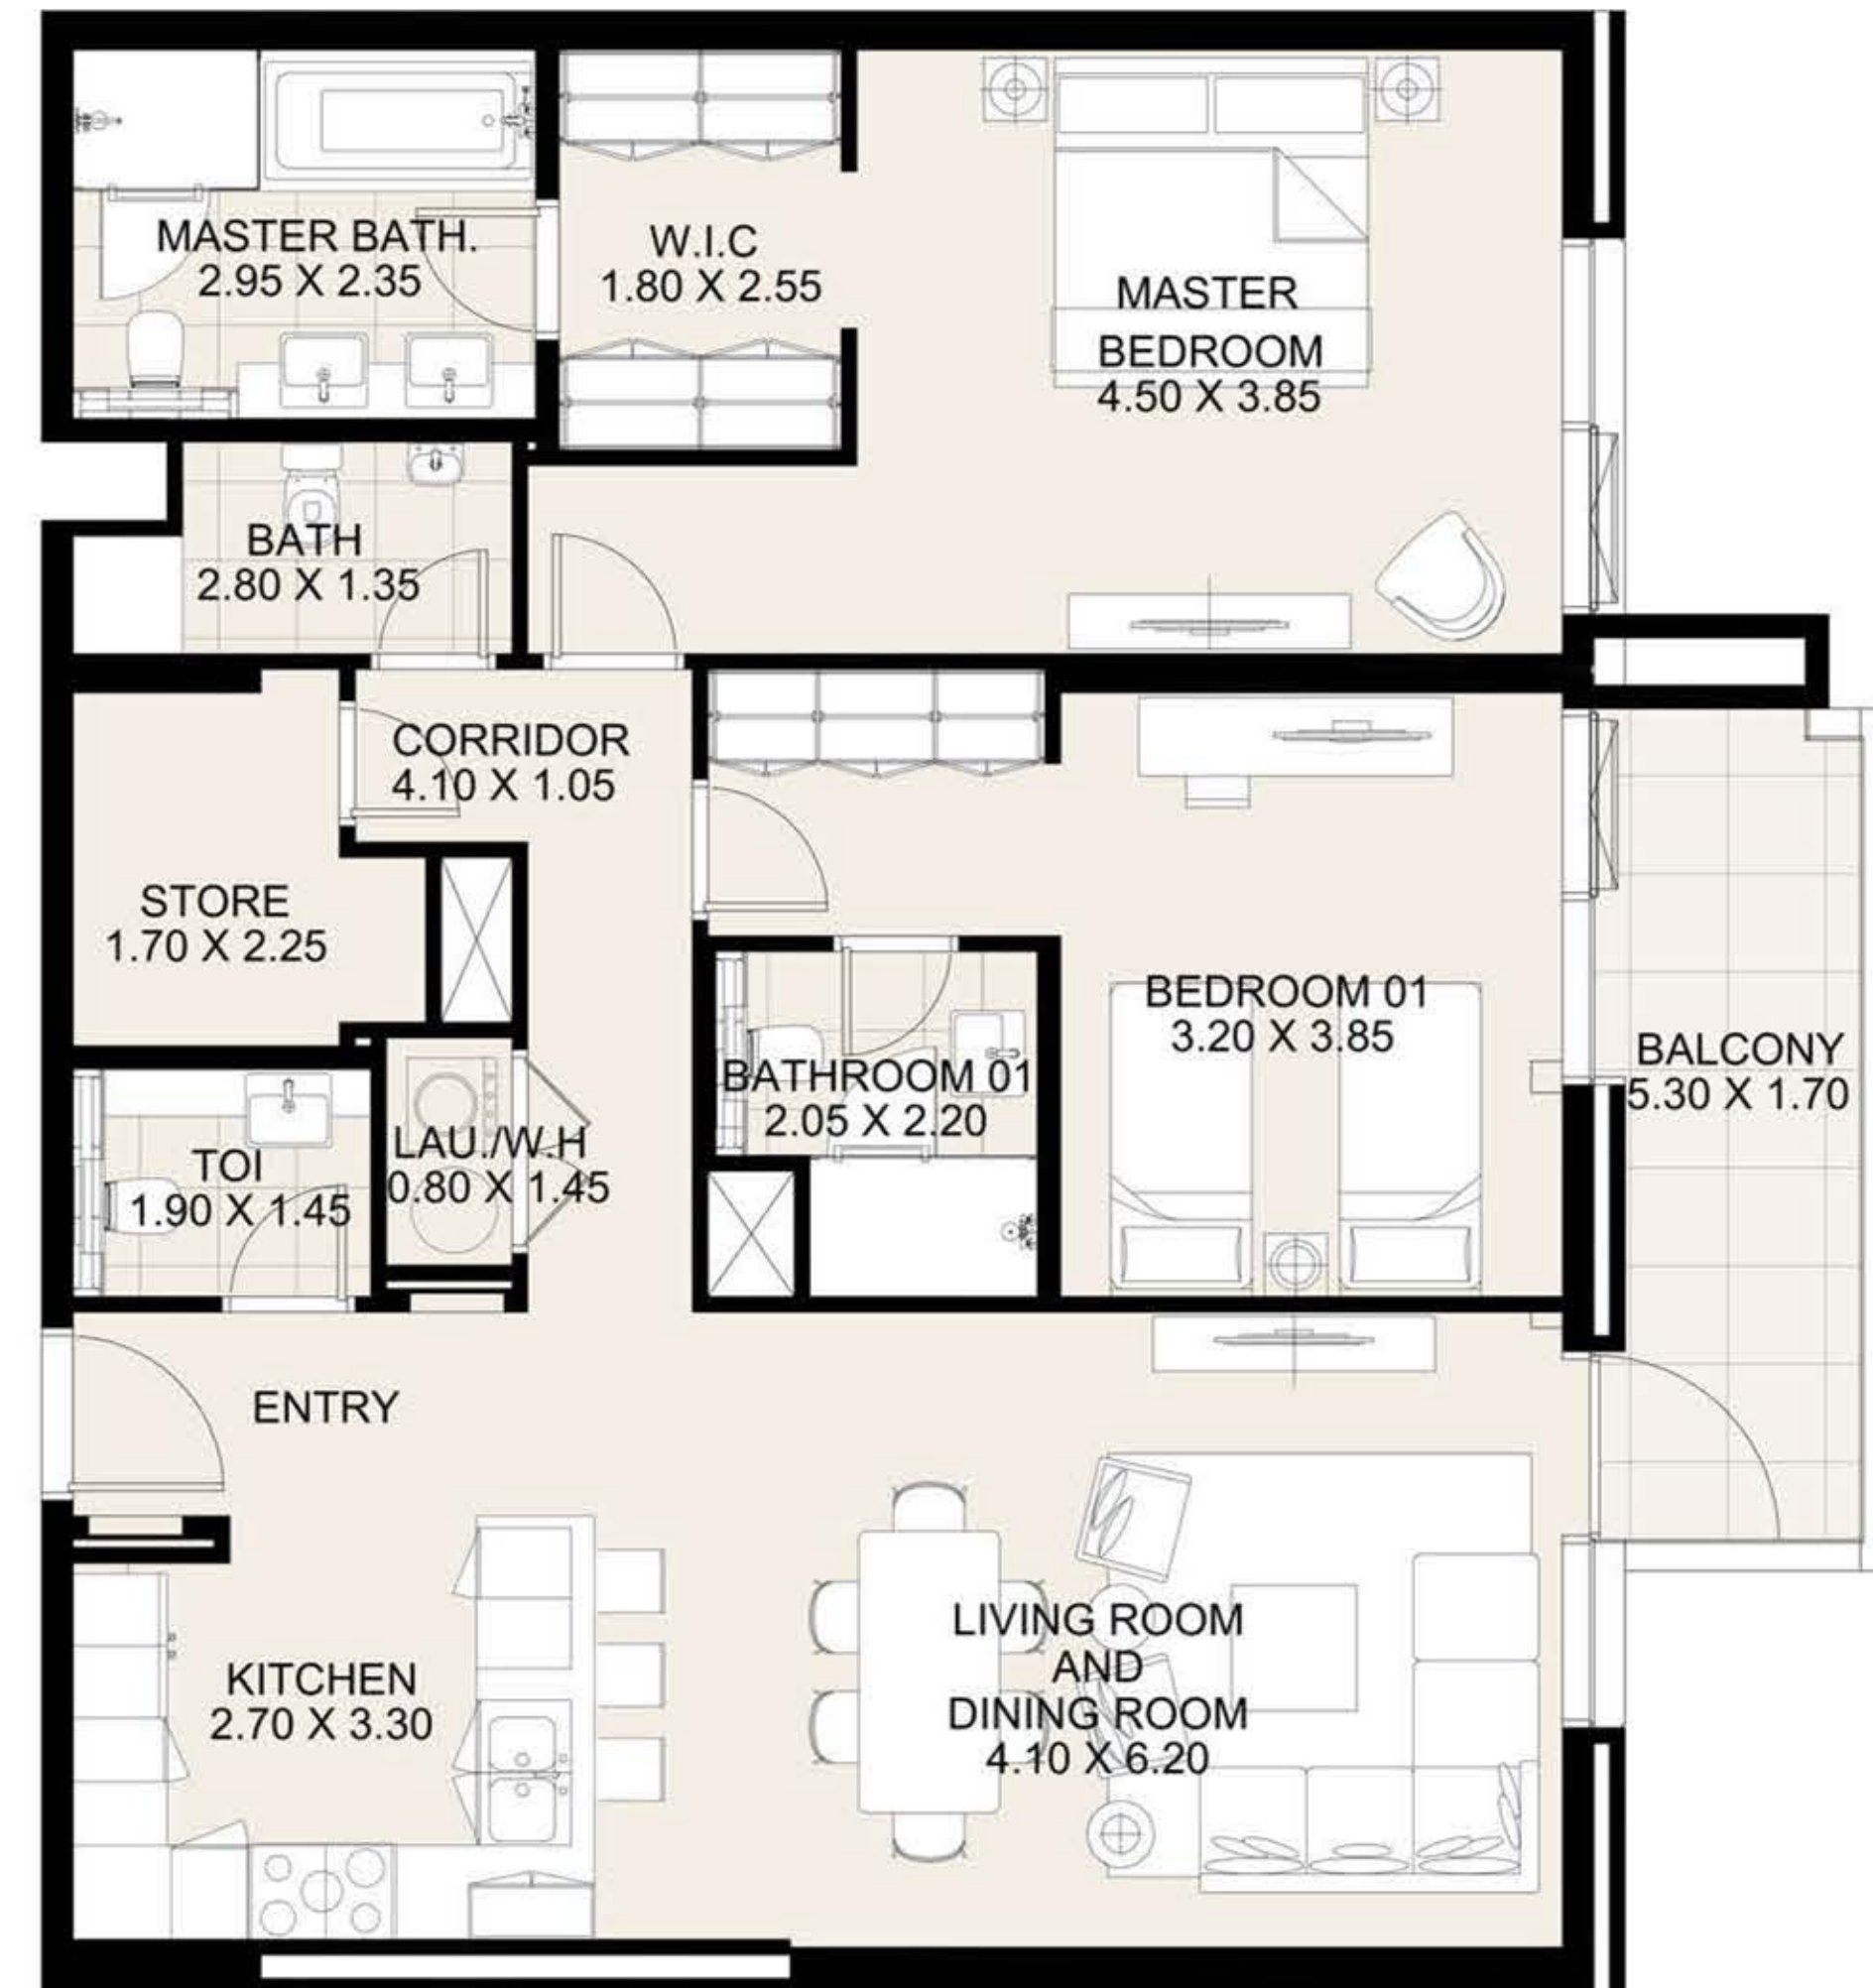 MASTER BATH.
2.95 X 2.35
W.I.C
1.80 X 2.55
MASTER
BEDROOM
4.50 X 3.85
BATH
2.80 X 1.35
CORRIDOR
4.10 X 1.05
STORE
1.70 X 2.25
BEDROOM 01
3.20 X 3.85
BALCONY
5.30 X 1.70
BATHROOM 01
2.05 X 2.20
LAU./W.H
0.80 X 1.45
TOI
1.90 X 1.45
ENTRY
LIVING ROOM
AND
DINING ROOM
4.10 X 6.20
KITCHEN
2.70 X 3.30